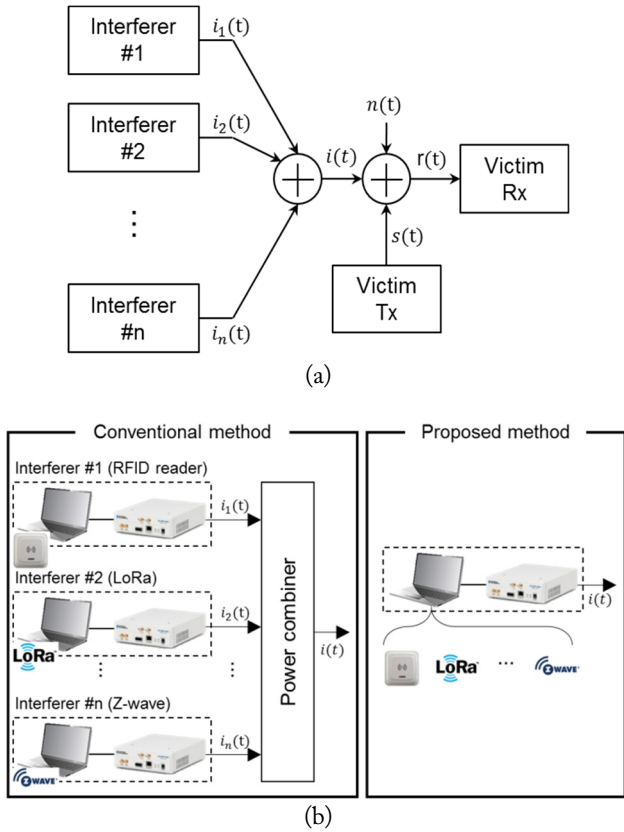 Interferer
#1
i₁(t)
Interferer
#2
i₂(t)
⋮
Interferer
#n
iₙ(t)
i(t)
n(t)
r(t)
s(t)
Victim
Rx
Victim
Tx
(a)
Conventional method
Interferer #1 (RFID reader)
i₁(t)
Interferer #2 (LoRa)
i₂(t)
LoRa
⋮
⋮
Interferer #n (Z-wave)
iₙ(t)
Z WAVE
Power combiner
i(t)
Proposed method
i(t)
LoRa
⋯
Z WAVE
(b)